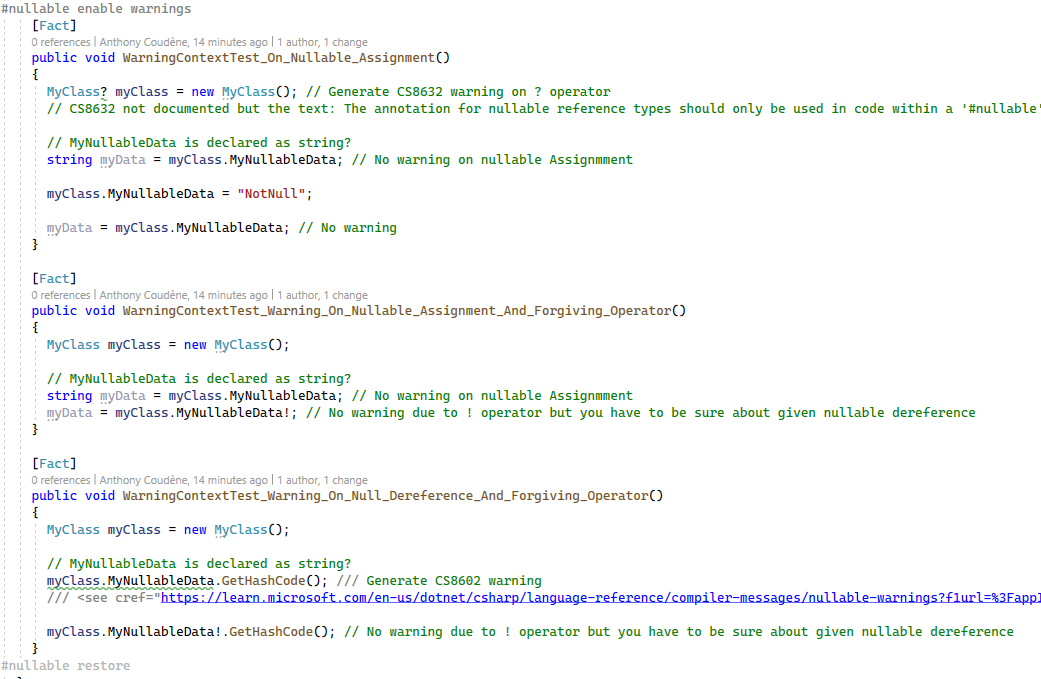 #nullable enable warnings
[Fact]
0 references | Anthony Coudène, 14 minutes ago | 1 author, 1 change
public void WarningContextTest_On_Nullable_Assignment()
{
MyClass? myClass = new MyClass(); // Generate CS8632 warning on ? operator
// CS8632 not documented but the text: The annotation for nullable reference types should only be used in code within a '#nullable'
// MyNullableData is declared as string?
string myData = myClass.MyNullableData; // No warning on nullable Assignmment
myClass.MyNullableData = "NotNull";
myData = myClass.MyNullableData; // No warning
}
[Fact]
0 references | Anthony Coudène, 14 minutes ago | 1 author, 1 change
public void WarningContextTest_Warning_On_Nullable_Assignment_And_Forgiving_Operator()
{
MyClass myClass = new MyClass();
// MyNullableData is declared as string?
string myData = myClass.MyNullableData; // No warning on nullable Assignmment
myData = myClass.MyNullableData!; // No warning due to ! operator but you have to be sure about given nullable dereference
}
[Fact]
0 references | Anthony Coudène, 14 minutes ago | 1 author, 1 change
public void WarningContextTest_Warning_On_Null_Dereference_And_Forgiving_Operator()
{
MyClass myClass = new MyClass();
// MyNullableData is declared as string?
myClass.MyNullableData.GetHashCode(); /// Generate CS8602 warning
/// <see cref="https://learn.microsoft.com/en-us/dotnet/csharp/language-reference/compiler-messages/nullable-warnings?f1url=%3FappI
myClass.MyNullableData!.GetHashCode(); // No warning due to ! operator but you have to be sure about given nullable dereference
}
#nullable restore